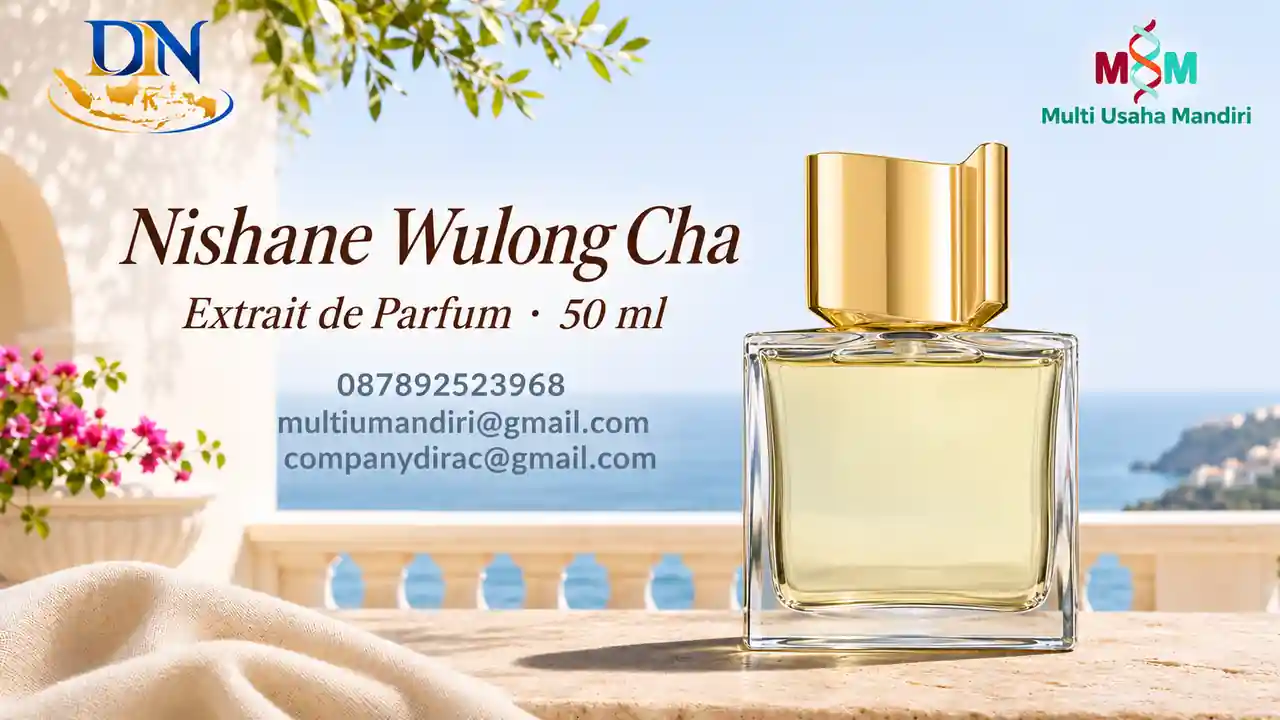 DN
MM
Multi Usaha Mandiri
Nishane Wulong Cha
Extrait de Parfum · 50 ml
087892523968
multiumandiri@gmail.com
companydirac@gmail.com